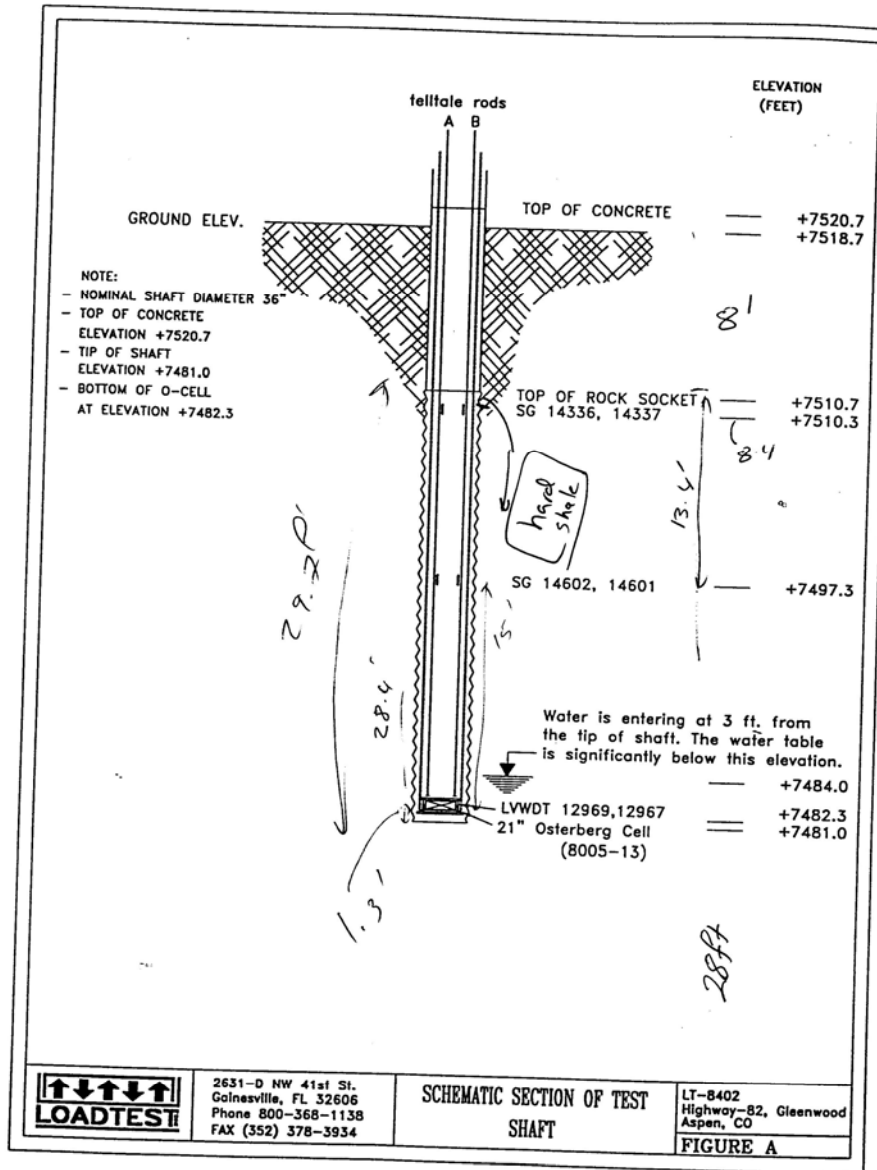 ELEVATION
(FEET)
telltale rods
A B
GROUND ELEV.
TOP OF CONCRETE
+7520.7
+7518.7
NOTE:
- NOMINAL SHAFT DIAMETER 36"
- TOP OF CONCRETE
ELEVATION +7520.7
- TIP OF SHAFT
ELEVATION +7481.0
- BOTTOM OF O-CELL
AT ELEVATION +7482.3
8'
TOP OF ROCK SOCKET
+7510.7
SG 14336, 14337
+7510.3
8.4
hard
shale
13.4'
29.7'
SG 14602, 14601
+7497.3
15'
28.4'
Water is entering at 3 ft. from
the tip of shaft. The water table
is significantly below this elevation.
+7484.0
LVWDT 12969,12967
+7482.3
21" Osterberg Cell
+7481.0
(8005-13)
1.3'
28ft
LOADTEST
2631-D NW 41st St.
Gainesville, FL 32606
Phone 800-368-1138
FAX (352) 378-3934
SCHEMATIC SECTION OF TEST
SHAFT
LT-8402
Highway-82, Gleenwood
Aspen, CO
FIGURE A